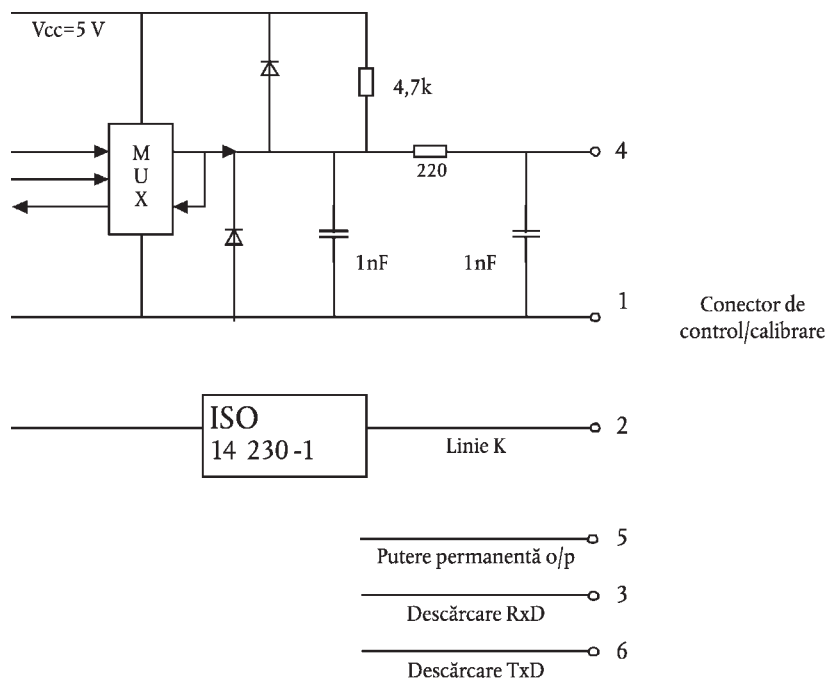 Vcc=5 V
4,7k
M
U
X
220
4
1nF
1nF
1
Conector de
control/calibrare
ISO
14 230 -1
Linie K
2
Putere permanentă o/p
5
Descărcare RxD
3
Descărcare TxD
6